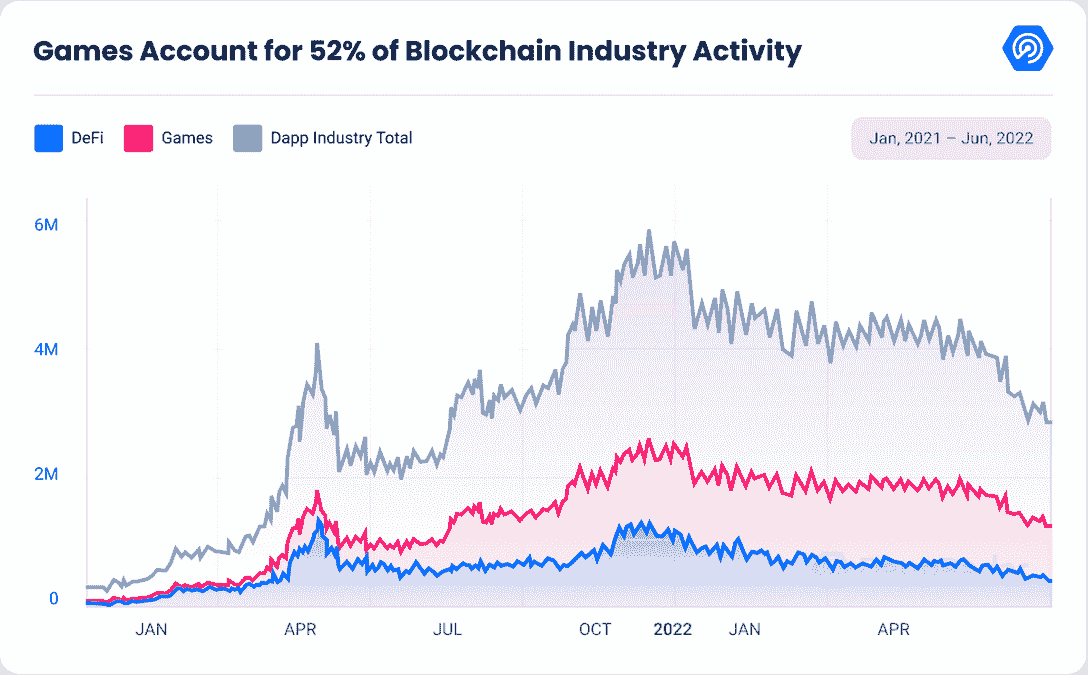 Games Account for 52% of Blockchain Industry Activity
DeFi Games Dapp Industry Total
Jan, 2021 – Jun, 2022
6M
4M
2M
0
JAN APR JUL OCT 2022 JAN APR